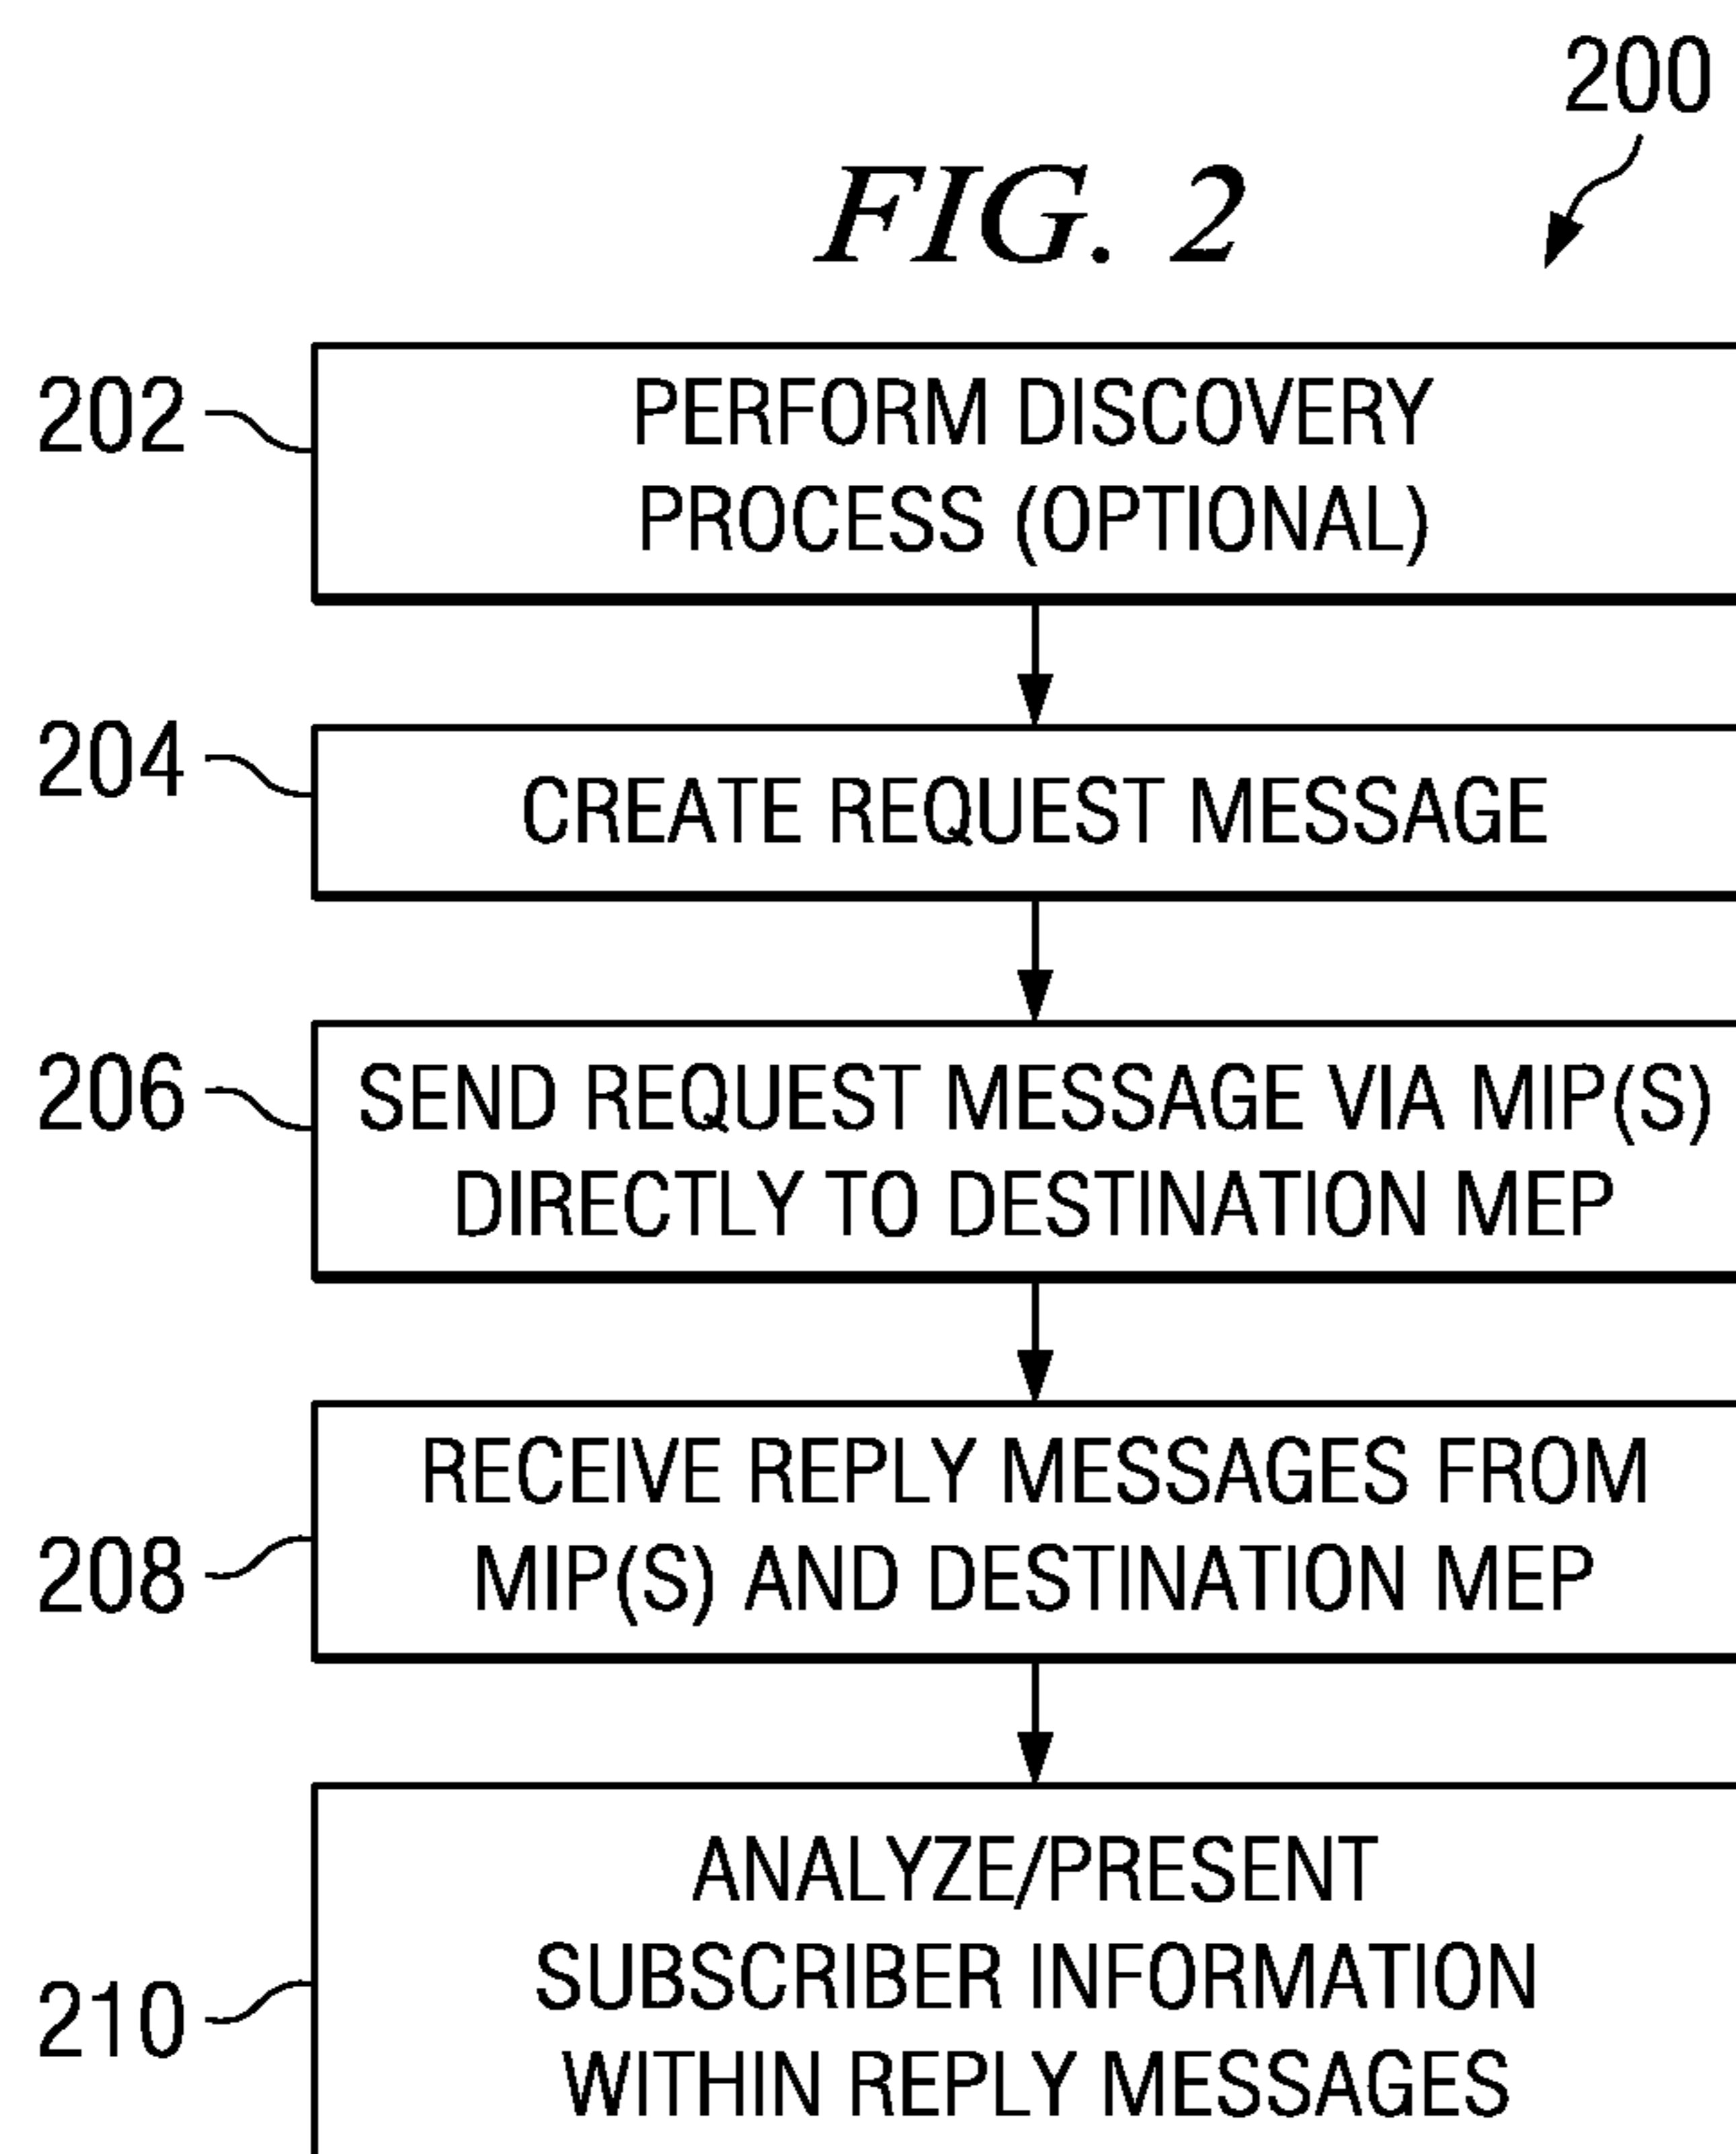 200
FIG. 2
202
PERFORM DISCOVERY
PROCESS (OPTIONAL)
204
CREATE REQUEST MESSAGE
206
SEND REQUEST MESSAGE VIA MIP(S)
DIRECTLY TO DESTINATION MEP
208
RECEIVE REPLY MESSAGES FROM
MIP(S) AND DESTINATION MEP
210
ANALYZE/PRESENT
SUBSCRIBER INFORMATION
WITHIN REPLY MESSAGES